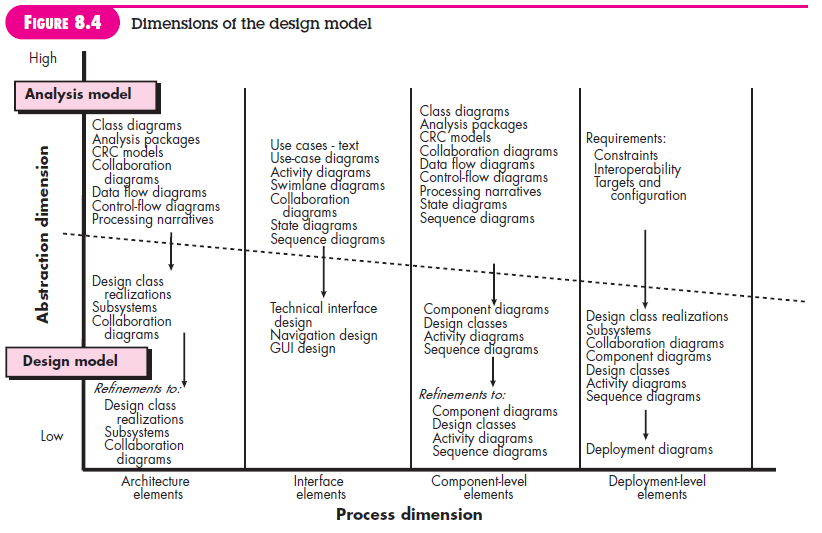 FIGURE 8.4 Dimensions of the design model
High
Analysis model
Abstraction dimension
Class diagrams
Analysis packages
CRC models
Collaboration
diagrams
Data flow diagrams
Control-flow diagrams
Processing narratives
Design class
realizations
Subsystems
Collaboration
diagrams
Design model
Refinements to:
Design class
realizations
Subsystems
Collaboration
diagrams
Low
Use cases - text
Use-case diagrams
Activity diagrams
Swimlane diagrams
Collaboration
diagrams
State diagrams
Sequence diagrams
Technical interface
design
Navigation design
GUI design
Class diagrams
Analysis packages
CRC models
Collaboration diagrams
Data flow diagrams
Control-flow diagrams
Processing narratives
State diagrams
Sequence diagrams
Component diagrams
Design classes
Activity diagrams
Sequence diagrams
Refinements to:
Component diagrams
Design classes
Activity diagrams
Sequence diagrams
Requirements:
Constraints
Interoperability
Targets and
configuration
Design class realizations
Subsystems
Collaboration diagrams
Component diagrams
Design classes
Activity diagrams
Sequence diagrams
Deployment diagrams
Architecture
elements
Interface
elements
Component-level
elements
Deployment-level
elements
Process dimension